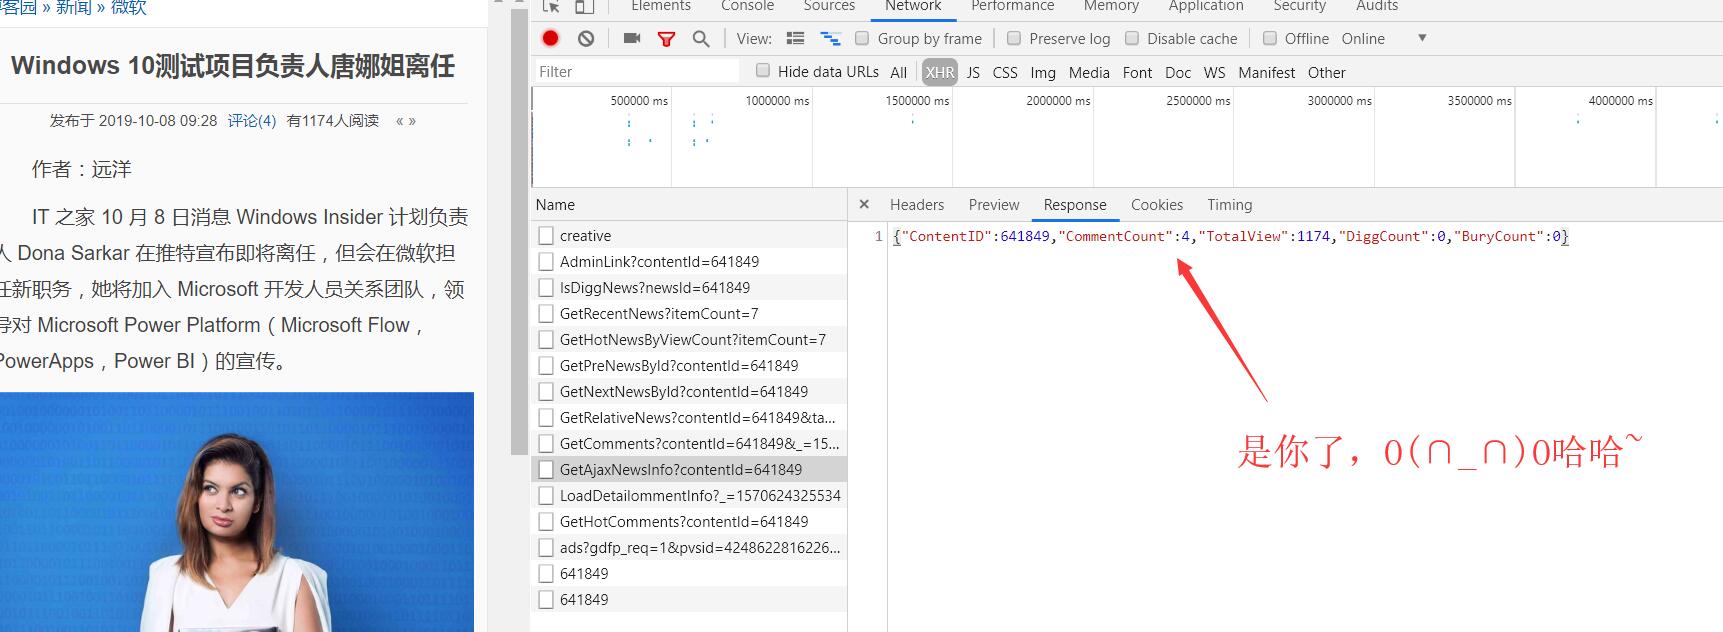 客园 » 新闻 » 微软
Windows 10测试项目负责人唐娜姐离任
发布于 2019-10-08 09:28 评论(4) 有1174人阅读 « »
作者：远洋
IT 之家 10 月 8 日消息 Windows Insider 计划负责
人 Dona Sarkar 在推特宣布即将离任，但会在微软担
任新职务，她将加入 Microsoft 开发人员关系团队，领
导对 Microsoft Power Platform（Microsoft Flow，
PowerApps，Power BI）的宣传。
Elements Console Sources Network Performance Memory Application Security Audits
View: Group by frame Preserve log Disable cache Offline Online ▼
Filter Hide data URLs All XHR JS CSS Img Media Font Doc WS Manifest Other
500000 ms 1000000 ms 1500000 ms 2000000 ms 2500000 ms 3000000 ms 3500000 ms 4000000 ms
Name
creative
AdminLink?contentId=641849
IsDiggNews?newsId=641849
GetRecentNews?itemCount=7
GetHotNewsByViewCount?itemCount=7
GetPreNewsById?contentId=641849
GetNextNewsById?contentId=641849
GetRelativeNews?contentId=641849&ta...
GetComments?contentId=641849&_=15...
GetAjaxNewsInfo?contentId=641849
LoadDetailommentInfo?_=1570624325534
GetHotComments?contentId=641849
ads?gdfp_req=1&pvsid=4248622816226...
641849
641849
× Headers Preview Response Cookies Timing
1 {"ContentID":641849,"CommentCount":4,"TotalView":1174,"DiggCount":0,"BuryCount":0}
是你了，O(∩_∩)O哈哈~